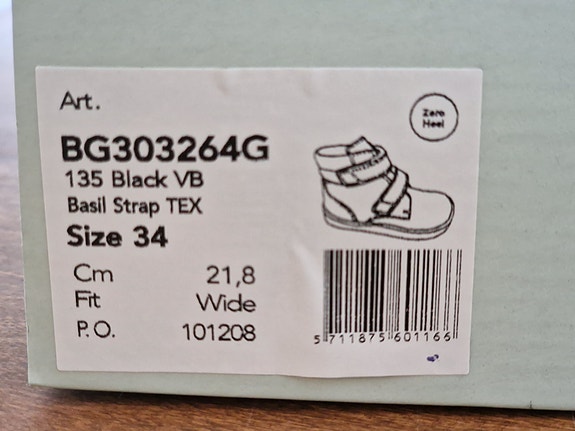 Art.
Zero
Heel
BG303264G
135 Black VB
Basil Strap TEX
Size 34
Cm 21,8
Fit Wide
P.O. 101208
5 711875 601166